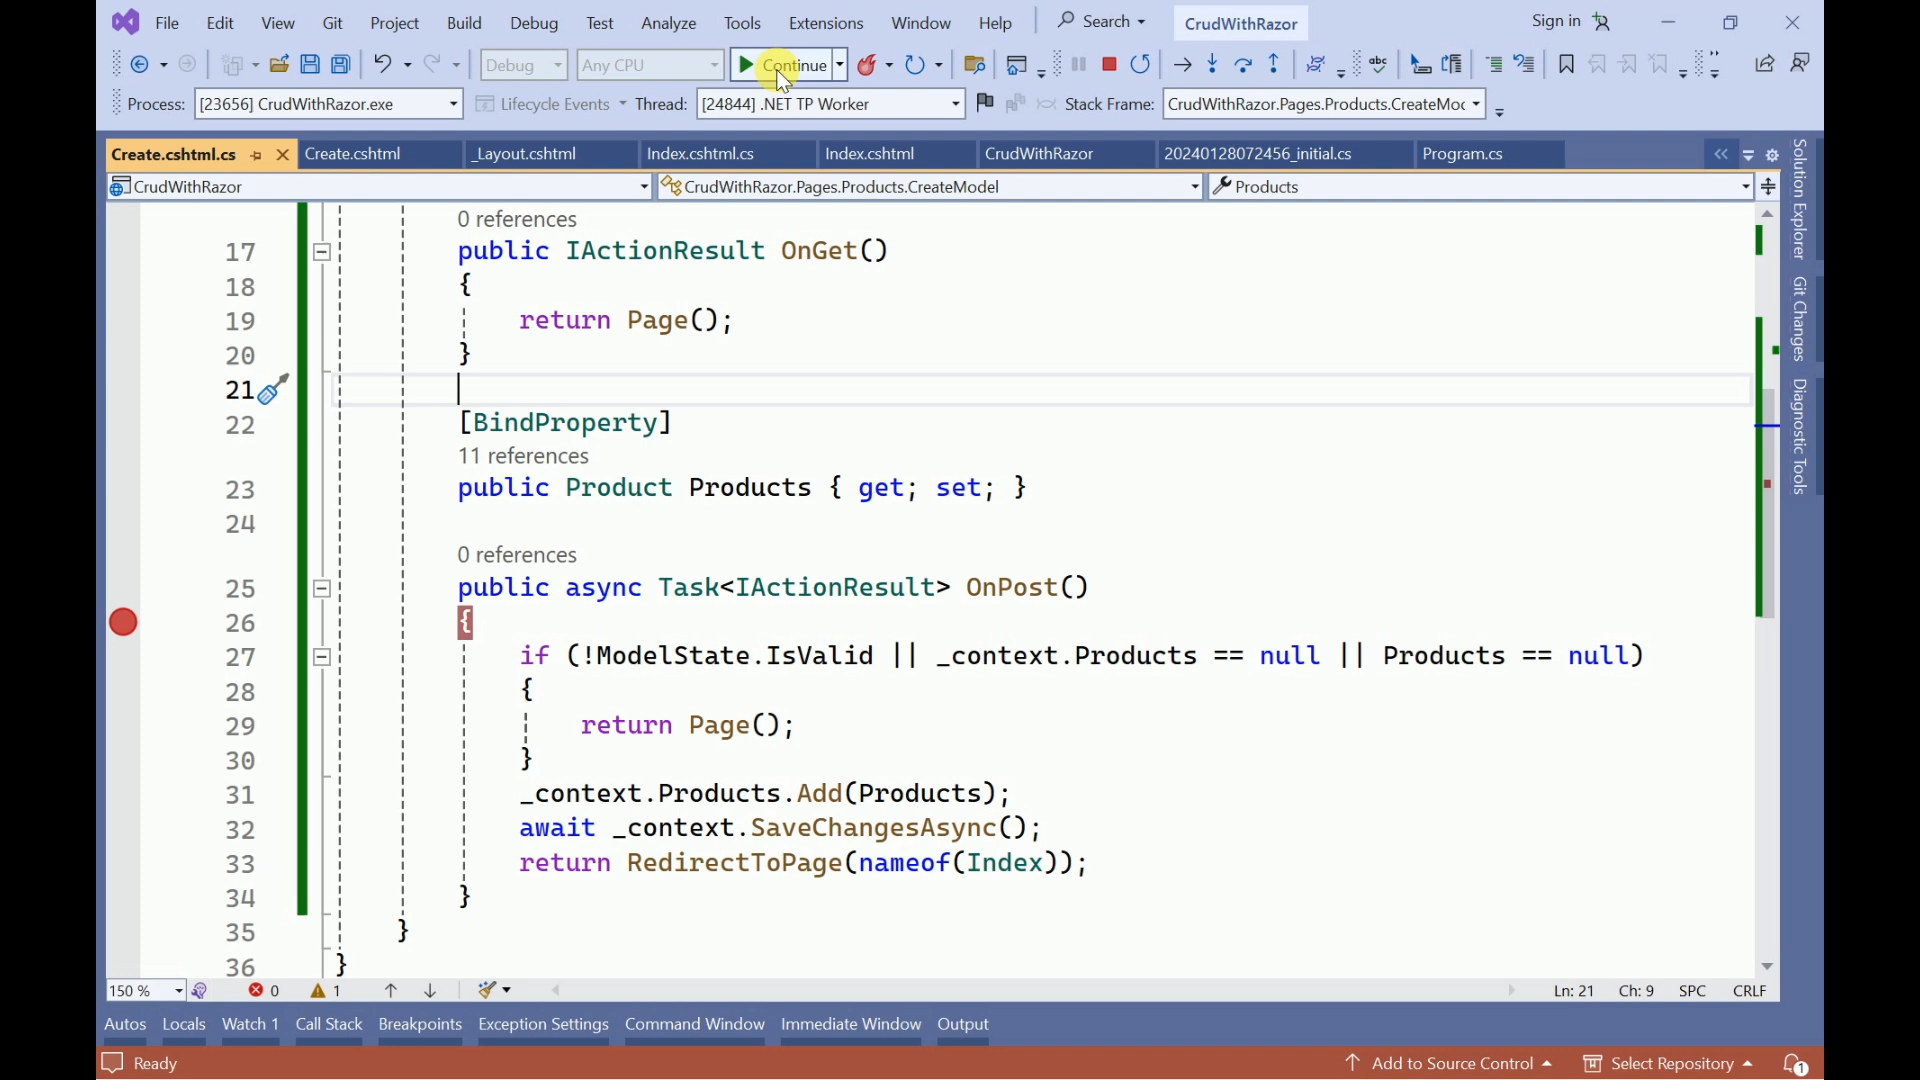 File Edit View Git Project Build Debug Test Analyze Tools Extensions Window Help Search CrudWithRazor Sign in
Debug Any CPU Continue
Process: [23656] CrudWithRazor.exe Lifecycle Events Thread: [24844] .NET TP Worker Stack Frame: CrudWithRazor.Pages.Products.CreateMoc
Create.cshtml.cs Create.cshtml _Layout.cshtml Index.cshtml.cs Index.cshtml CrudWithRazor 20240128072456_initial.cs Program.cs
CrudWithRazor CrudWithRazor.Pages.Products.CreateModel Products
0 references
17 public IActionResult OnGet()
18 {
19 return Page();
20 }
21
22 [BindProperty]
11 references
23 public Product Products { get; set; }
24
0 references
25 public async Task<IActionResult> OnPost()
26 {
27 if (!ModelState.IsValid || _context.Products == null || Products == null)
28 {
29 return Page();
30 }
31 _context.Products.Add(Products);
32 await _context.SaveChangesAsync();
33 return RedirectToPage(nameof(Index));
34 }
35 }
36 }
Solution Explorer
Git Changes
Diagnostic Tools
150 % 0 1 Ln: 21 Ch: 9 SPC CRLF
Autos Locals Watch 1 Call Stack Breakpoints Exception Settings Command Window Immediate Window Output
Ready Add to Source Control Select Repository 1